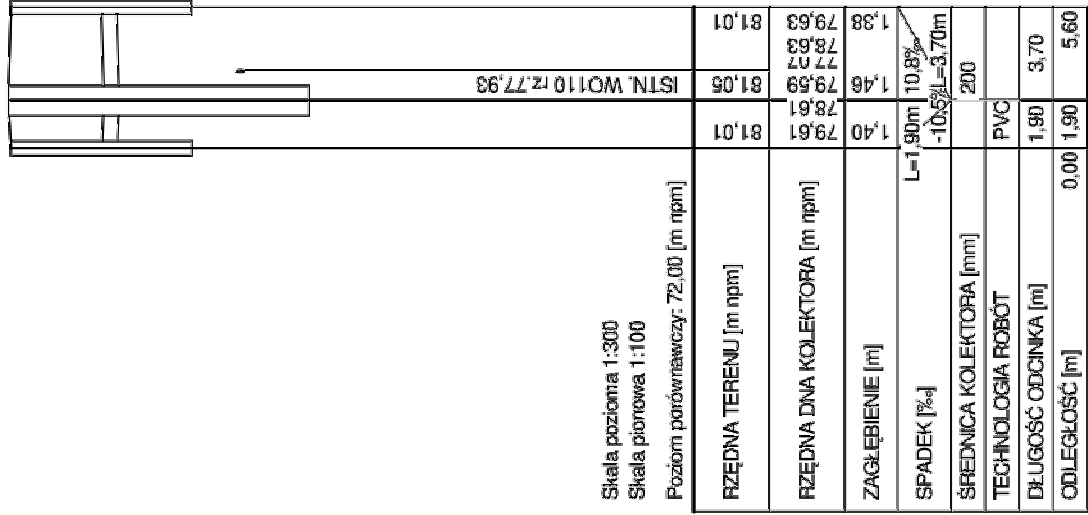 Skala pozioma 1:300
Skala pionowa 1:100
Poziom porównawczy: 72,00 [m npm]
ISTN. WO110 rz.77,93
RZĘDNA TERENU [m npm] 81,01 81,05 81,01
RZĘDNA DNA KOLEKTORA [m npm] 79,61 78,61 79,59 77,97 78,63 79,63
ZAGŁĘBIENIE [m] 1,40 1,46 1,38
SPADEK [‰] L=1,90m 10,8‰
-10,5‰ L=3,70m
ŚREDNICA KOLEKTORA [mm] 200
TECHNOLOGIA ROBÓT PVC
DŁUGOŚĆ ODCINKA [m] 1,90 3,70
ODLEGŁOŚĆ [m] 0,00 1,90 5,60